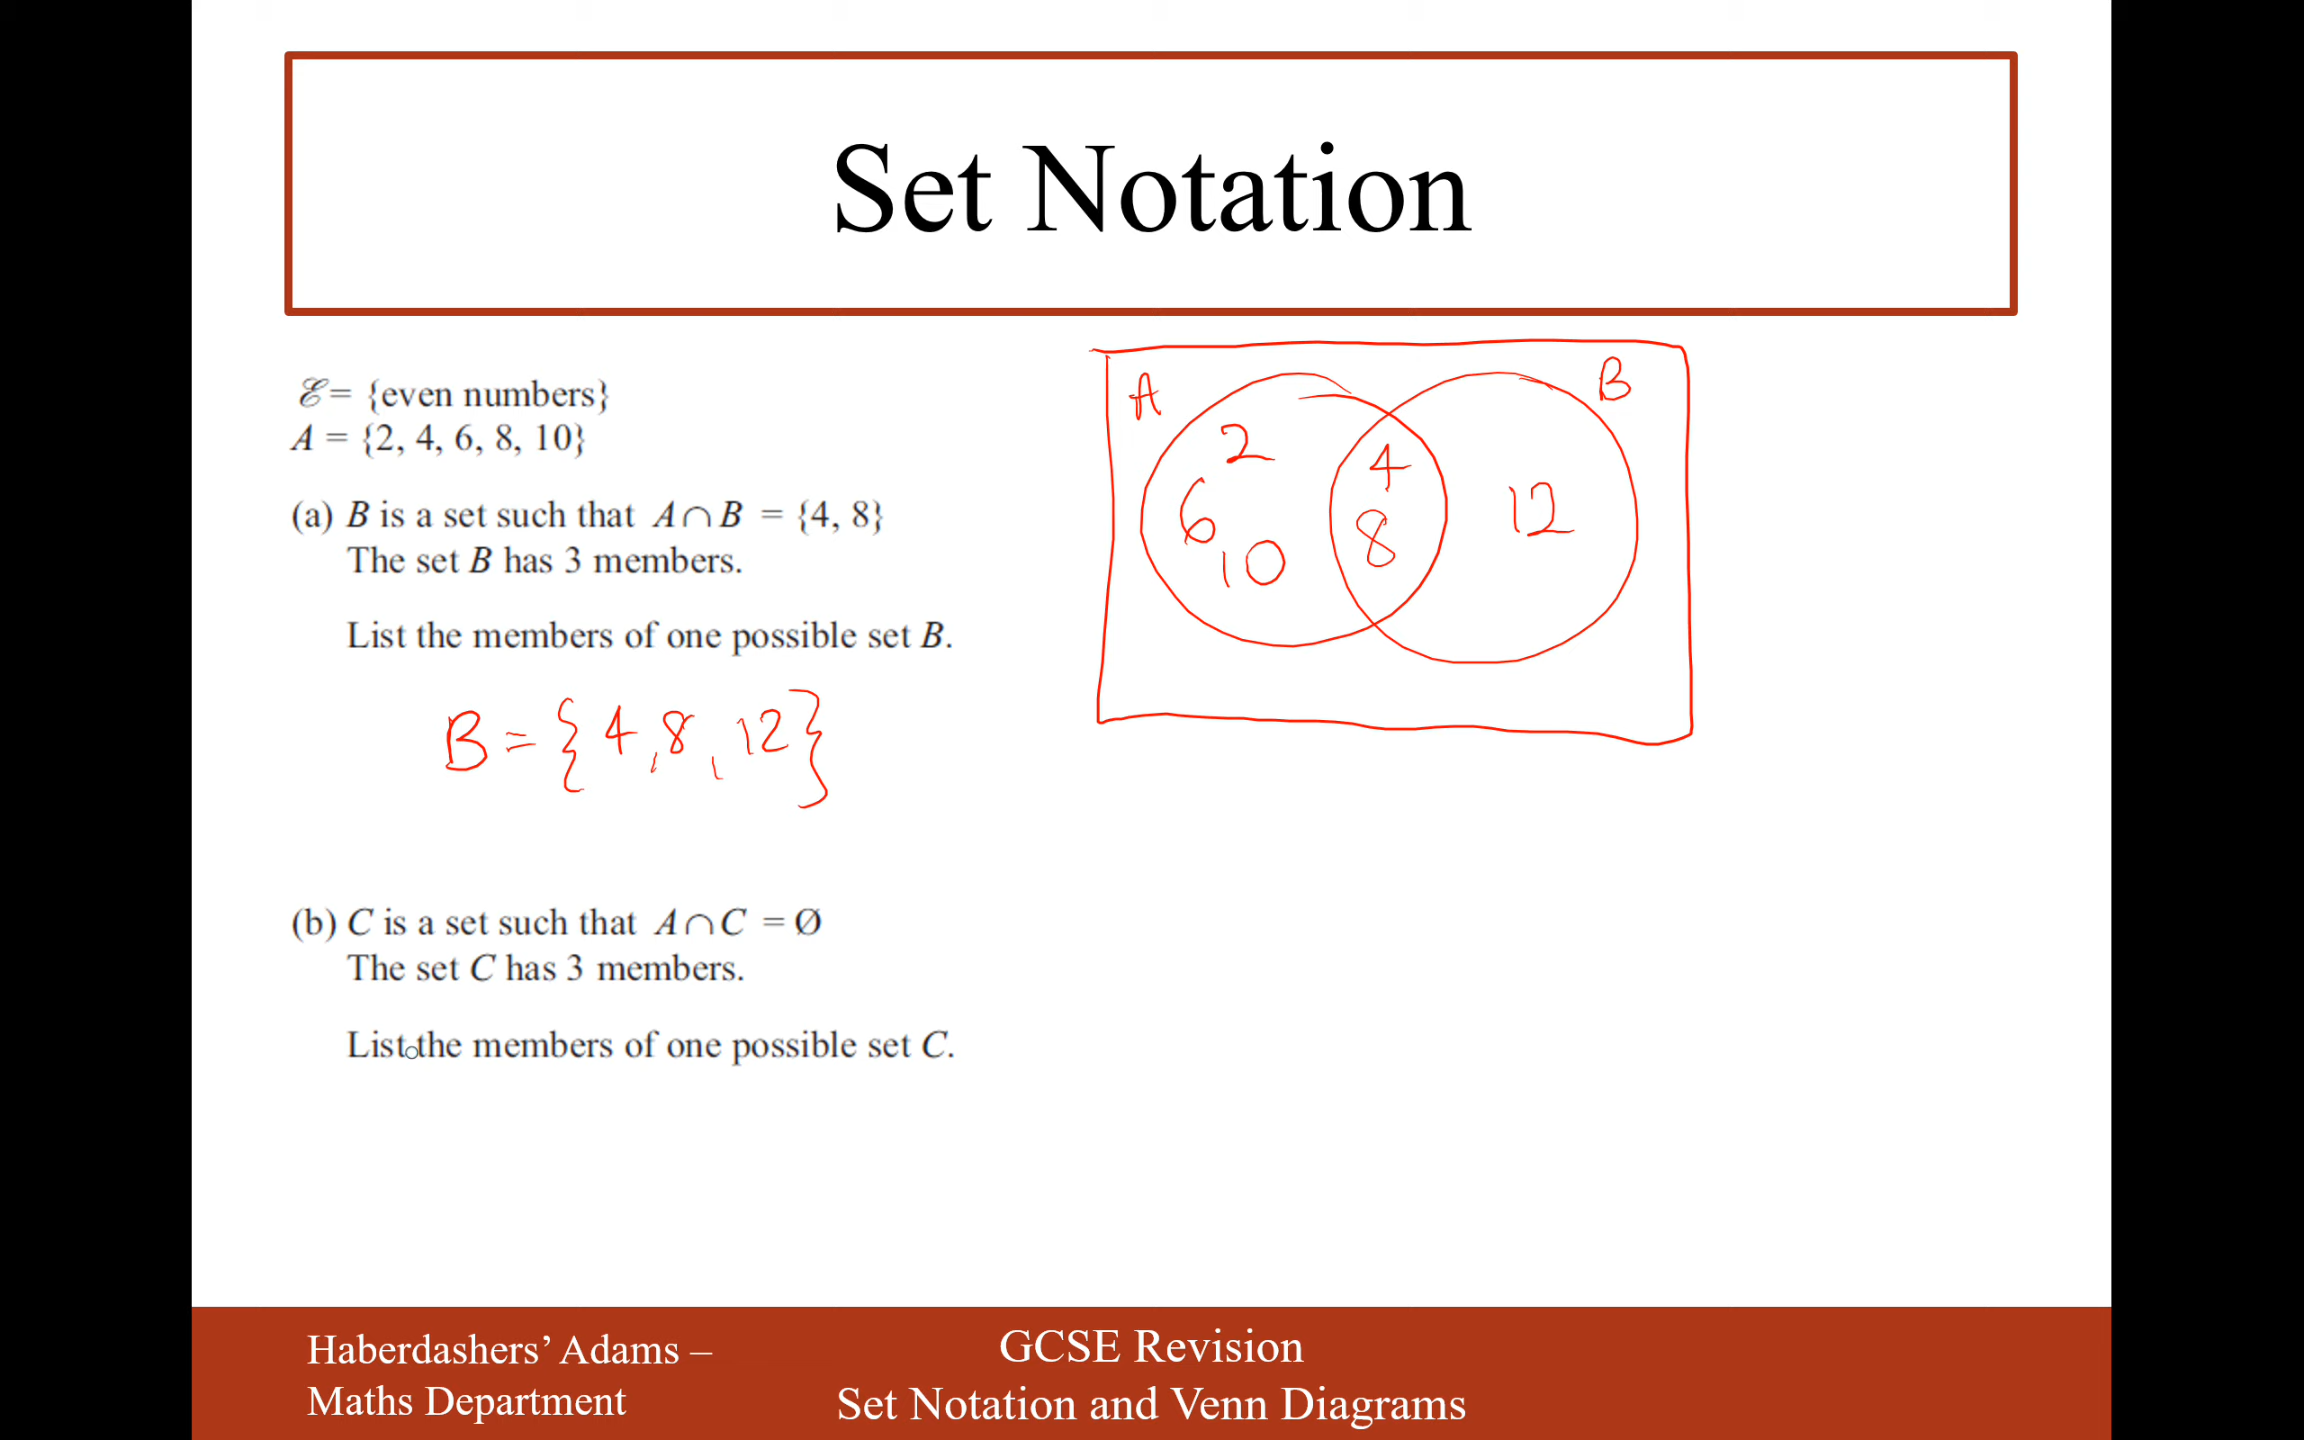 Set Notation
ℰ = {even numbers}
A = {2, 4, 6, 8, 10}
(a) B is a set such that A∩B = {4, 8}
The set B has 3 members.
List the members of one possible set B.
B = {4, 8, 12}
A
B
2
4
6
8
12
10
(b) C is a set such that A∩C = Ø
The set C has 3 members.
List the members of one possible set C.
Haberdashers’ Adams –
Maths Department
GCSE Revision
Set Notation and Venn Diagrams